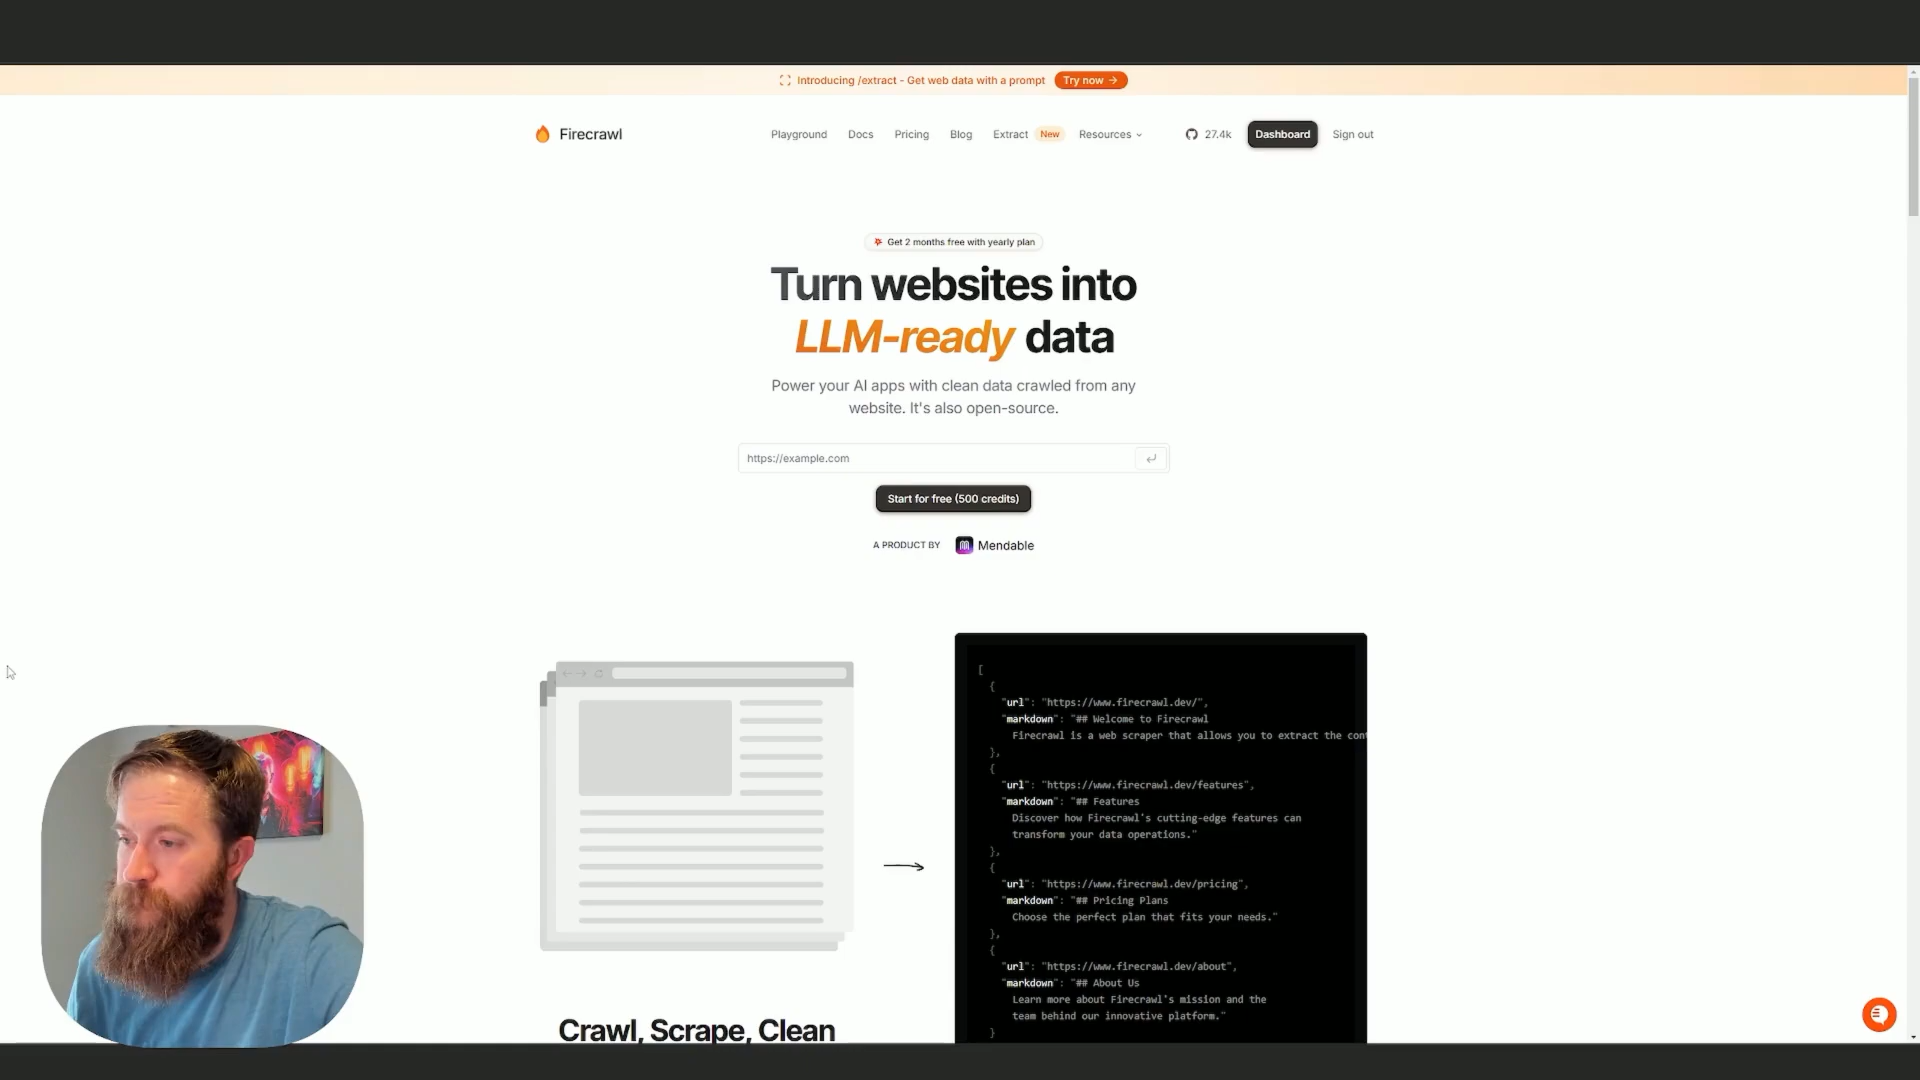 Introducing /extract - Get web data with a prompt Try now →
Firecrawl
Playground Docs Pricing Blog Extract New Resources 27.4k Dashboard Sign out
Get 2 months free with yearly plan
Turn websites into
LLM-ready data
Power your AI apps with clean data crawled from any
website. It's also open-source.
https://example.com
Start for free (500 credits)
A PRODUCT BY Mendable
[
{
"url": "https://www.firecrawl.dev/",
"markdown": "## Welcome to Firecrawl
Firecrawl is a web scraper that allows you to extract the cont
},
{
"url": "https://www.firecrawl.dev/features",
"markdown": "## Features
Discover how Firecrawl's cutting-edge features can
transform your data operations."
},
{
"url": "https://www.firecrawl.dev/pricing",
"markdown": "## Pricing Plans
Choose the perfect plan that fits your needs."
},
{
"url": "https://www.firecrawl.dev/about",
"markdown": "## About Us
Learn more about Firecrawl's mission and the
team behind our innovative platform."
}
Crawl, Scrape, Clean